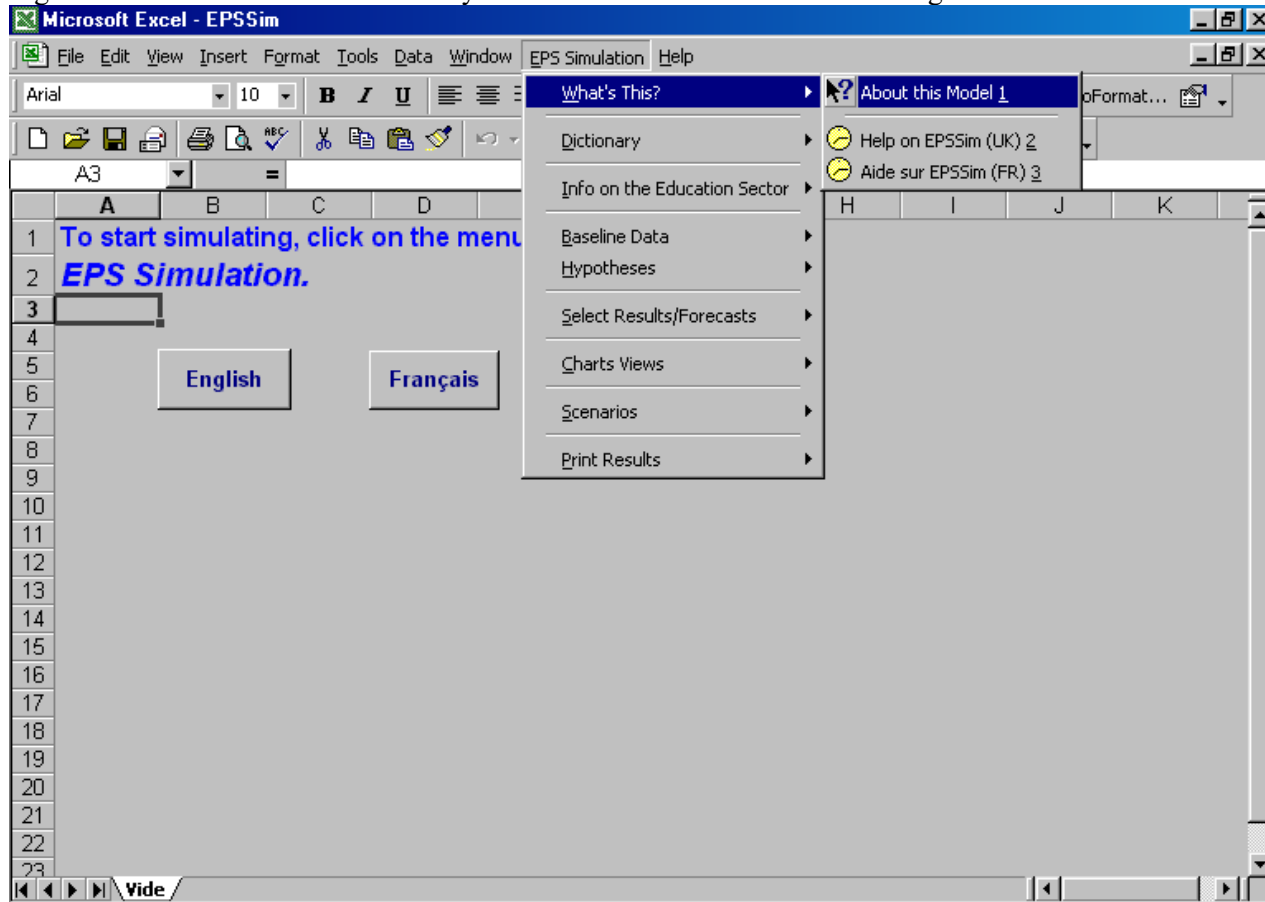 Microsoft Excel - EPSSim
File Edit View Insert Format Tools Data Window EPS Simulation Help
Arial 10 B I U oFormat...
A3 =
What's This?
Dictionary
Info on the Education Sector
Baseline Data
Hypotheses
Select Results/Forecasts
Charts Views
Scenarios
Print Results
About this Model 1
Help on EPSSim (UK) 2
Aide sur EPSSim (FR) 3
A B C D H I J K
1 To start simulating, click on the menu
2 EPS Simulation.
3
4
5
English Français
6
7
8
9
10
11
12
13
14
15
16
17
18
19
20
21
22
23
Vide